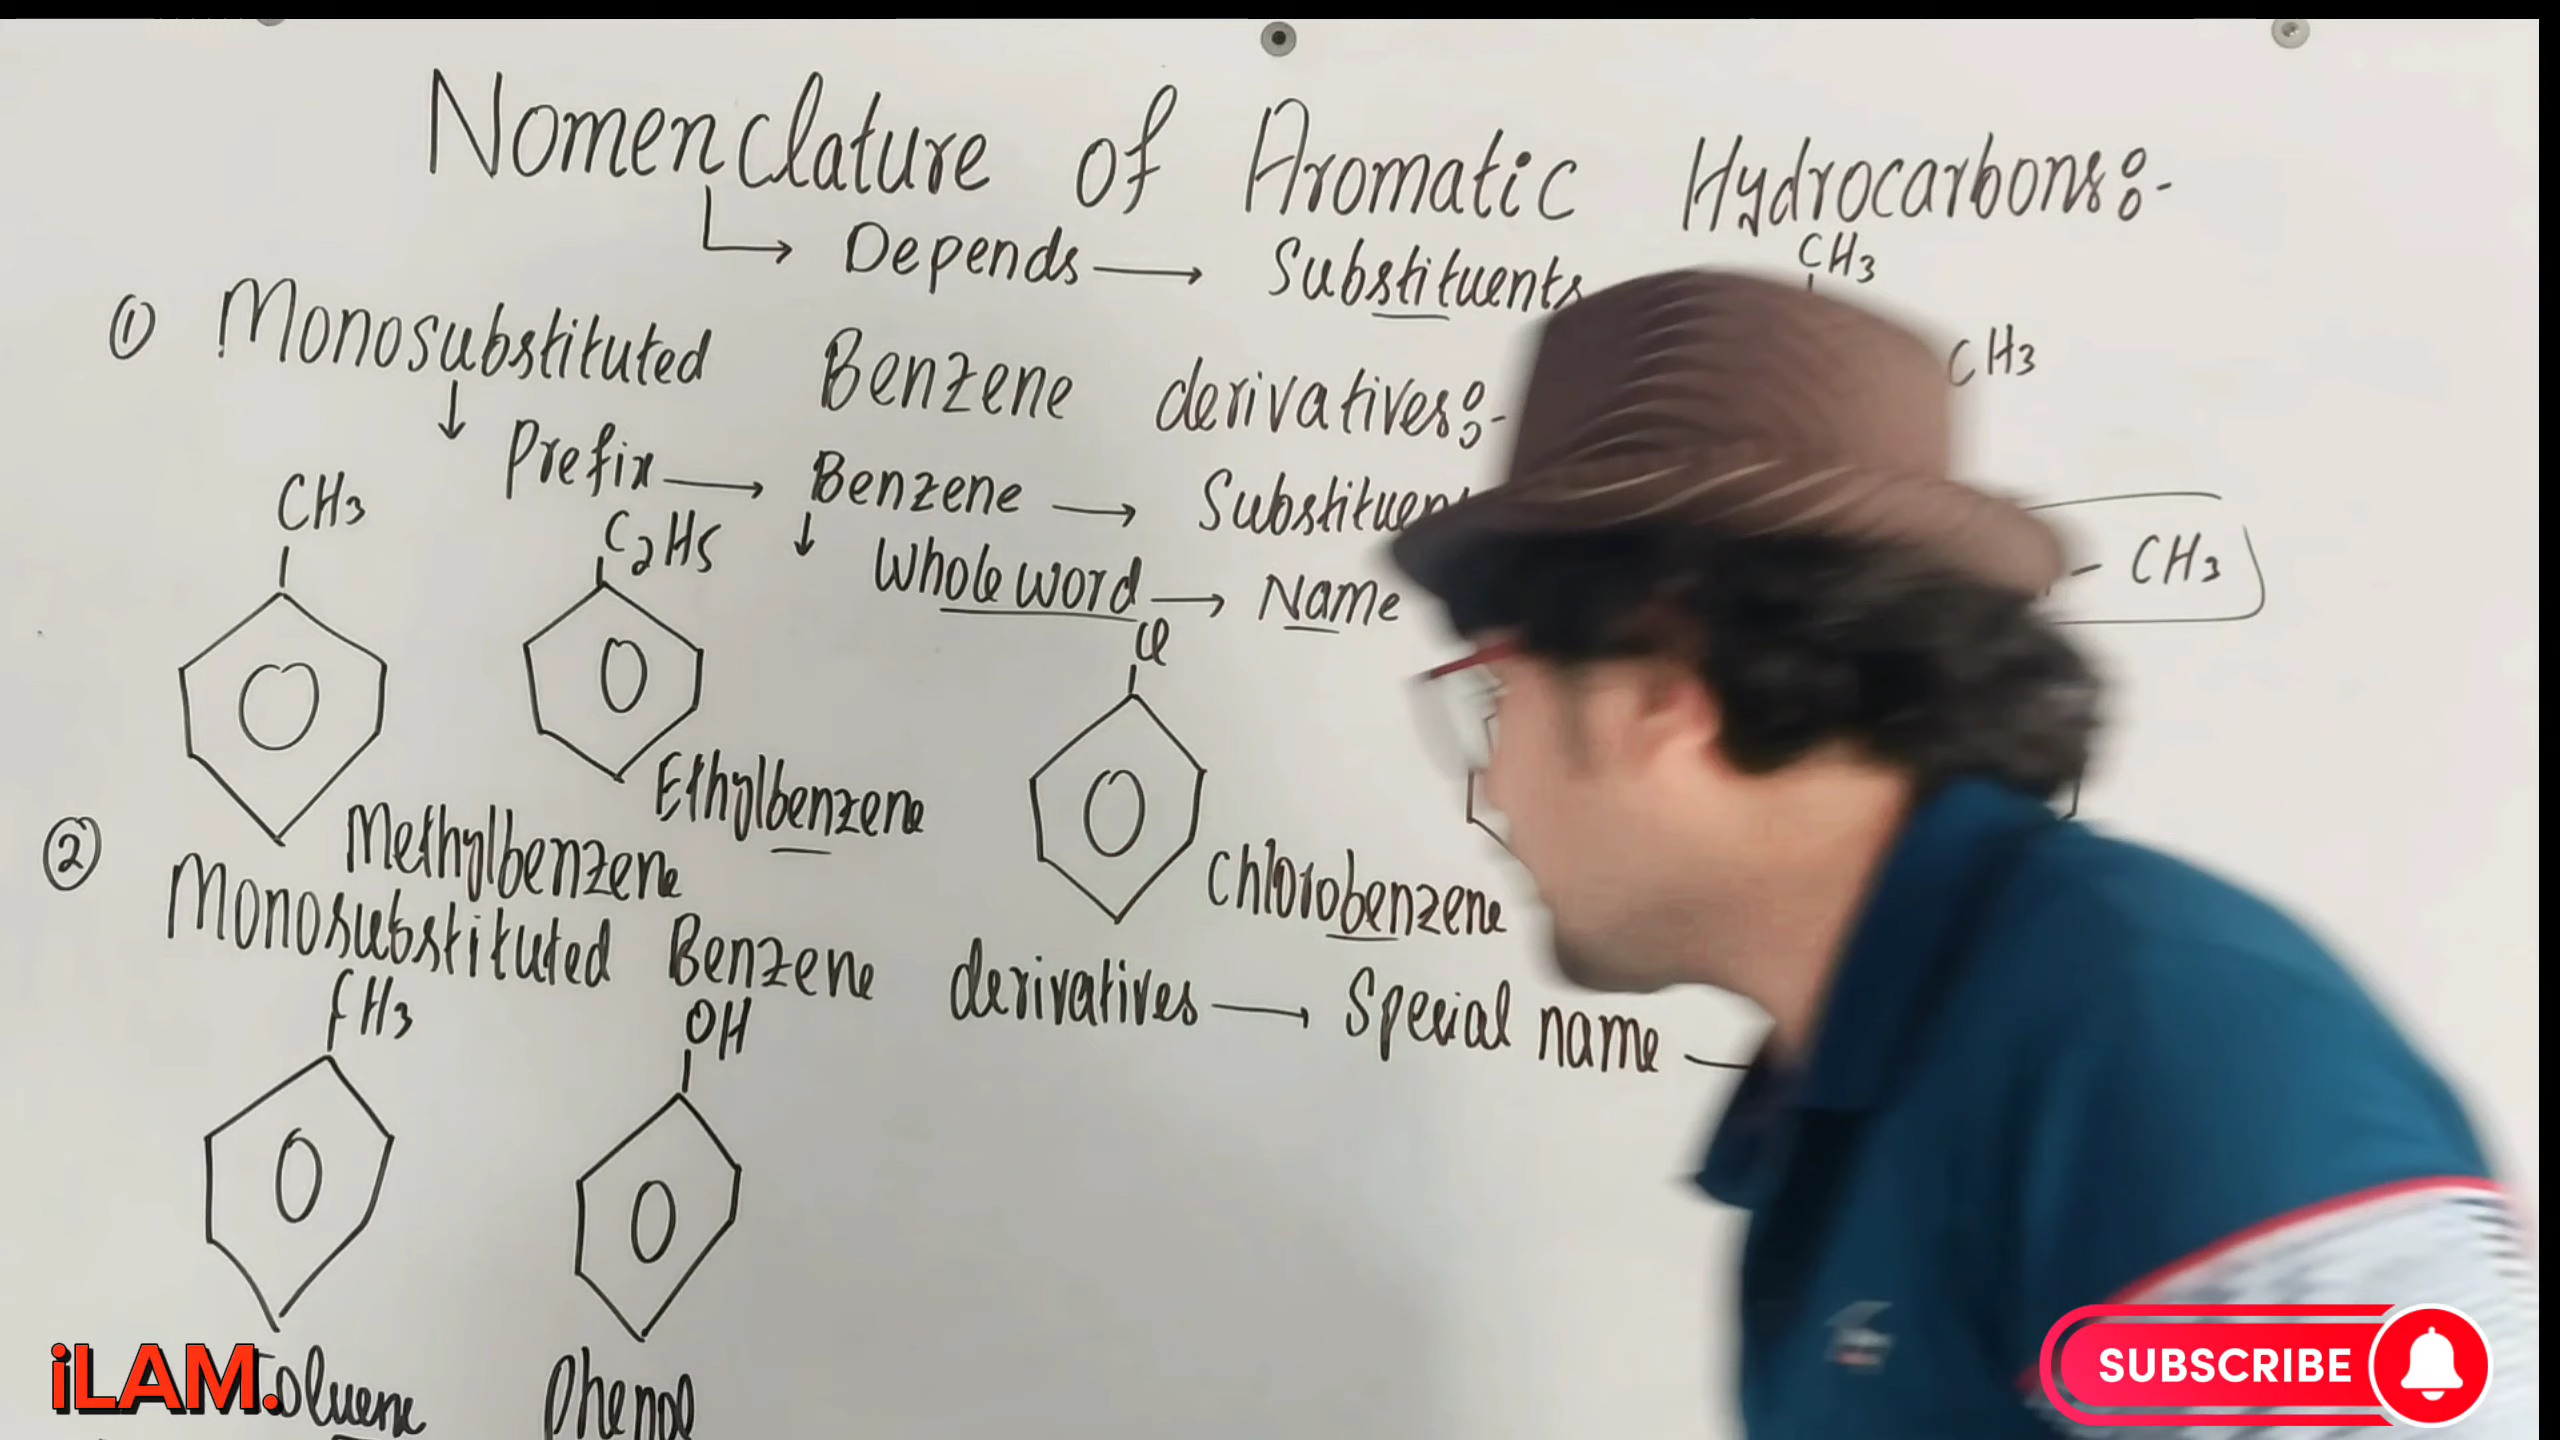 Nomenclature of Aromatic Hydrocarbons:-
Depends → Substituents
CH3
CH3
① Monosubstituted Benzene derivatives:-
Prefix → Benzene →
Whole word → Name
- CH3
CH3
C2H5
Cl
Methylbenzene
Ethylbenzene
Chlorobenzene
② Monosubstituted Benzene derivatives → Special name
CH3
OH
Toluene
Phenol
iLAM.
SUBSCRIBE